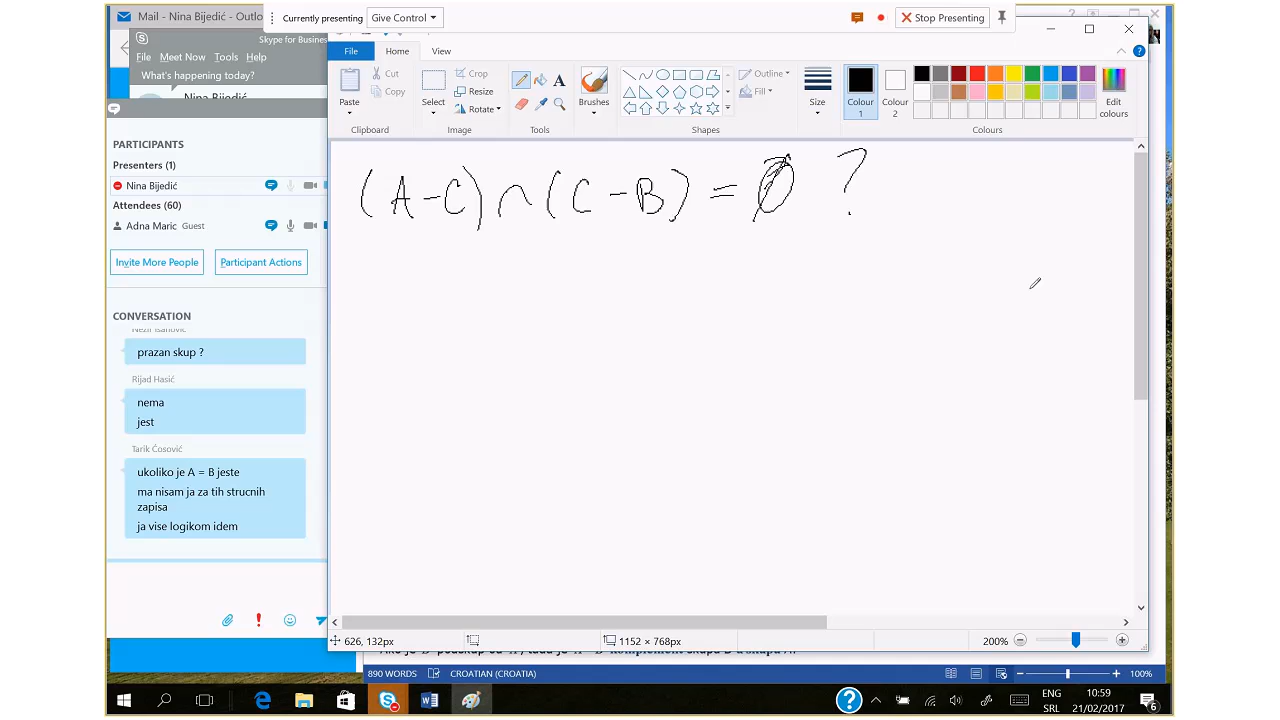 Mail - Nina Bijedić - Outlo
Currently presenting
Give Control
Stop Presenting
Skype for Busines
File Meet Now Tools Help
What's happening today?
Nina Bijedić
PARTICIPANTS
Presenters (1)
Nina Bijedić
Attendees (60)
Adna Maric Guest
Invite More People
Participant Actions
CONVERSATION
prazan skup ?
Rijad Hasić
nema
jest
Tarik Ćosović
ukoliko je A = B jeste
ma nisam ja za tih strucnih
zapisa
ja vise logikom idem
File Home View
Paste
Cut
Copy
Clipboard
Select
Crop
Resize
Rotate
Image
A
Tools
Brushes
Outline
Fill
Shapes
Size
Colour
1
Colour
2
Edit
colours
Colours
(A-C)∩(C-B)=∅ ?
626, 132px
1152 × 768px
200%
890 WORDS
CROATIAN (CROATIA)
100%
ENG
SRL
10:59
21/02/2017
6